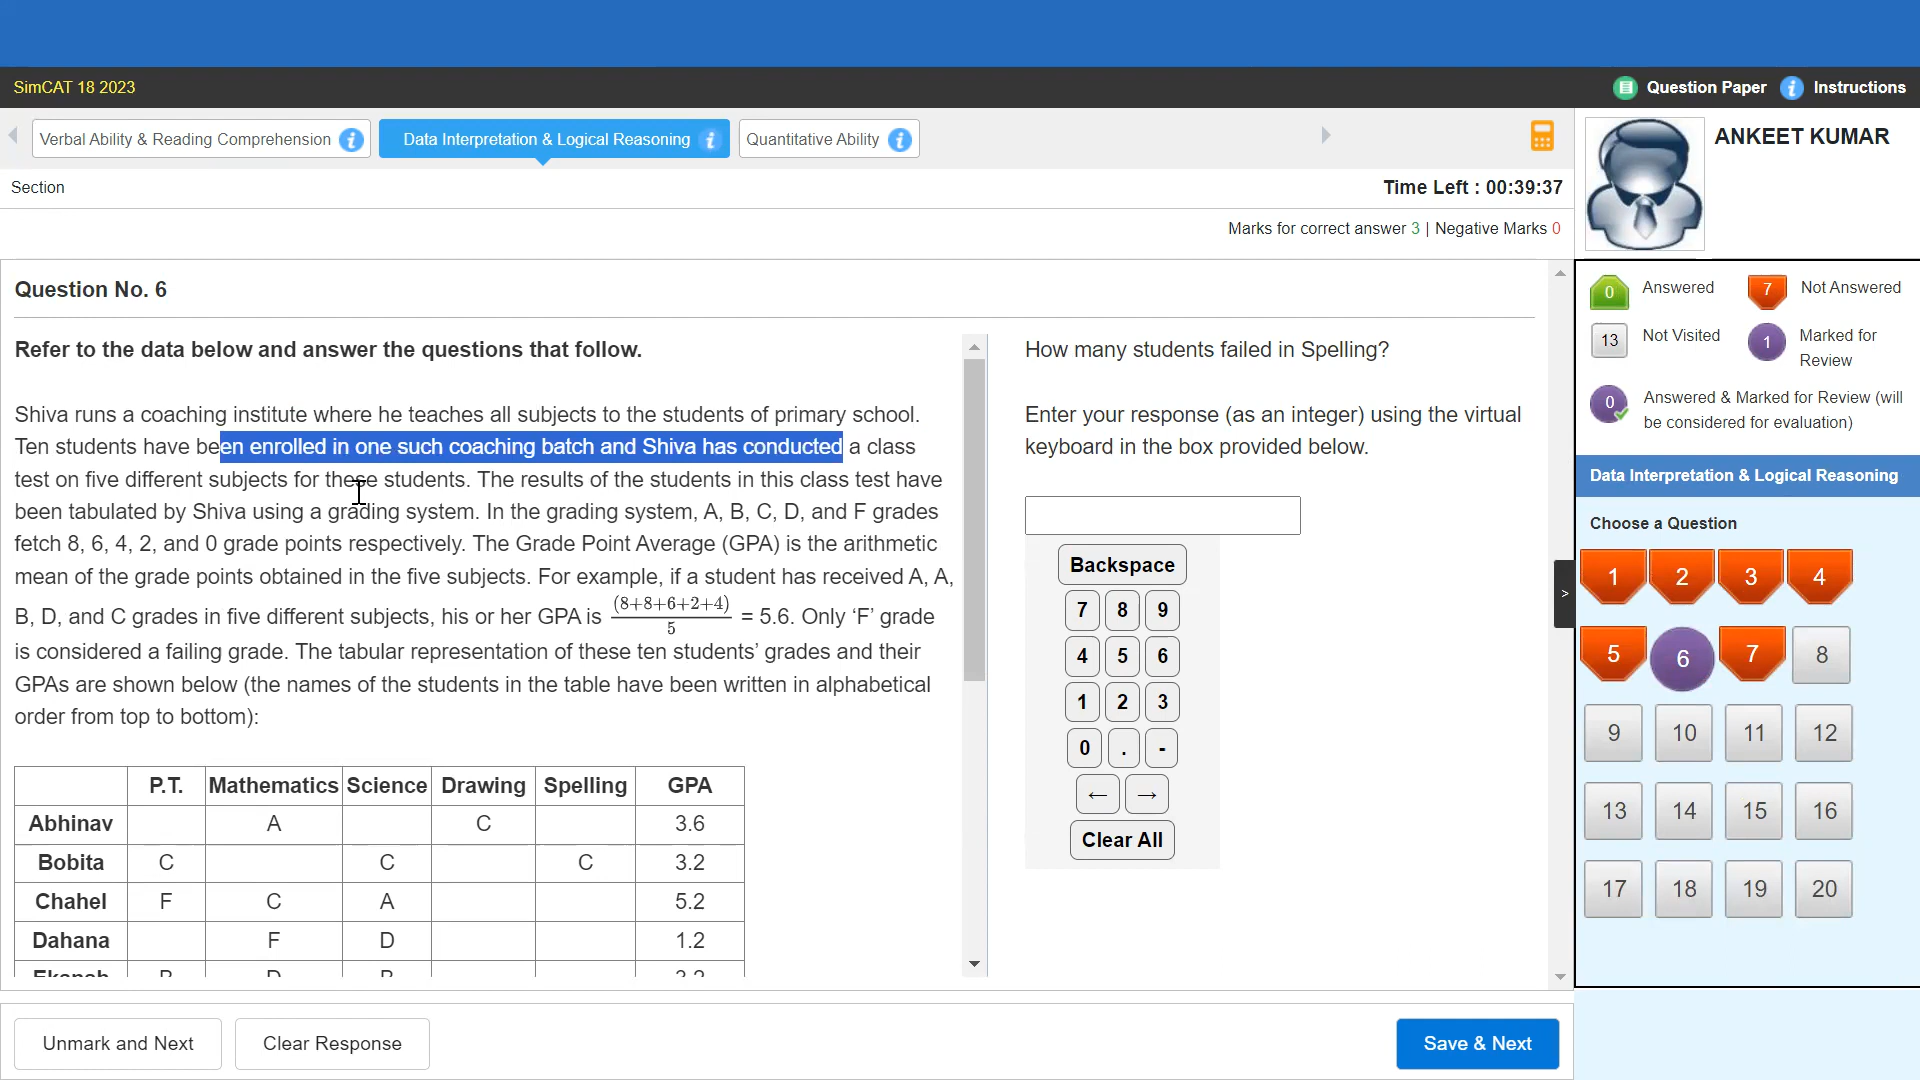 SimCAT 18 2023
Question Paper
Instructions
Verbal Ability & Reading Comprehension
Data Interpretation & Logical Reasoning
Quantitative Ability
ANKEET KUMAR
Section
Time Left : 00:39:37
Marks for correct answer 3 | Negative Marks 0
Question No. 6
Refer to the data below and answer the questions that follow.
Shiva runs a coaching institute where he teaches all subjects to the students of primary school.
Ten students have been enrolled in one such coaching batch and Shiva has conducted a class
test on five different subjects for these students. The results of the students in this class test have
been tabulated by Shiva using a grading system. In the grading system, A, B, C, D, and F grades
fetch 8, 6, 4, 2, and 0 grade points respectively. The Grade Point Average (GPA) is the arithmetic
mean of the grade points obtained in the five subjects. For example, if a student has received A, A,
B, D, and C grades in five different subjects, his or her GPA is (8+8+6+2+4)/5 = 5.6. Only ‘F’ grade
is considered a failing grade. The tabular representation of these ten students’ grades and their
GPAs are shown below (the names of the students in the table have been written in alphabetical
order from top to bottom):
P.T. Mathematics Science Drawing Spelling GPA
Abhinav A C 3.6
Bobita C C C 3.2
Chahel F C A 5.2
Dahana F D 1.2
How many students failed in Spelling?
Enter your response (as an integer) using the virtual
keyboard in the box provided below.
Backspace
7 8 9
4 5 6
1 2 3
0 . -
← →
Clear All
0 Answered
7 Not Answered
13 Not Visited
1 Marked for
Review
0 Answered & Marked for Review (will
be considered for evaluation)
Data Interpretation & Logical Reasoning
Choose a Question
1 2 3 4
5 6 7 8
9 10 11 12
13 14 15 16
17 18 19 20
>
Unmark and Next
Clear Response
Save & Next